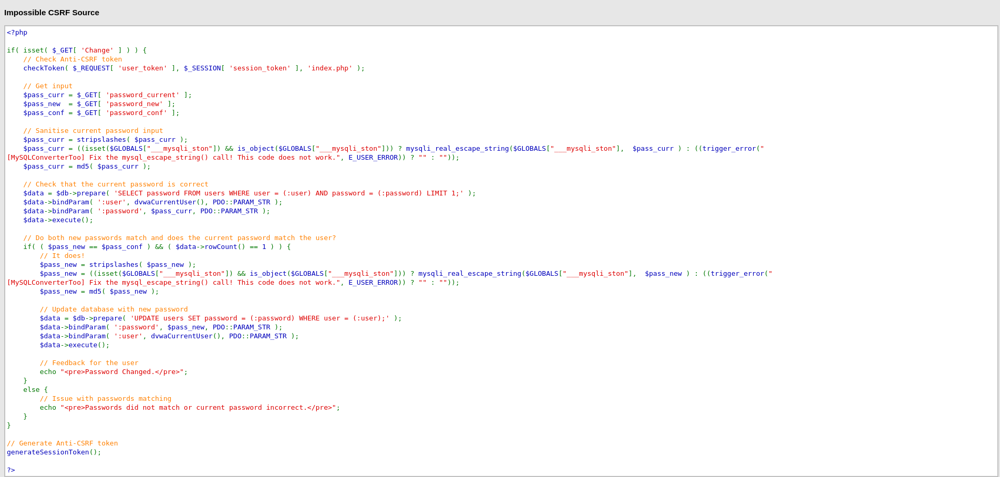 Impossible CSRF Source
<?php
if( isset( $_GET[ 'Change' ] ) ) {
    // Check Anti-CSRF token
    checkToken( $_REQUEST[ 'user_token' ], $_SESSION[ 'session_token' ], 'index.php' );
    // Get input
    $pass_curr = $_GET[ 'password_current' ];
    $pass_new  = $_GET[ 'password_new' ];
    $pass_conf = $_GET[ 'password_conf' ];
    // Sanitise current password input
    $pass_curr = stripslashes( $pass_curr );
    $pass_curr = ((isset($GLOBALS["___mysqli_ston"]) && is_object($GLOBALS["___mysqli_ston"])) ? mysqli_real_escape_string($GLOBALS["___mysqli_ston"],  $pass_curr ) : ((trigger_error("
[MySQLConverterToo] Fix the mysql_escape_string() call! This code does not work.", E_USER_ERROR)) ? "" : ""));
    $pass_curr = md5( $pass_curr );
    // Check that the current password is correct
    $data = $db->prepare( 'SELECT password FROM users WHERE user = (:user) AND password = (:password) LIMIT 1;' );
    $data->bindParam( ':user', dvwaCurrentUser(), PDO::PARAM_STR );
    $data->bindParam( ':password', $pass_curr, PDO::PARAM_STR );
    $data->execute();
    // Do both new passwords match and does the current password match the user?
    if( ( $pass_new == $pass_conf ) && ( $data->rowCount() == 1 ) ) {
        // It does!
        $pass_new = stripslashes( $pass_new );
        $pass_new = ((isset($GLOBALS["___mysqli_ston"]) && is_object($GLOBALS["___mysqli_ston"])) ? mysqli_real_escape_string($GLOBALS["___mysqli_ston"],  $pass_new ) : ((trigger_error("
[MySQLConverterToo] Fix the mysql_escape_string() call! This code does not work.", E_USER_ERROR)) ? "" : ""));
        $pass_new = md5( $pass_new );
        // Update database with new password
        $data = $db->prepare( 'UPDATE users SET password = (:password) WHERE user = (:user);' );
        $data->bindParam( ':password', $pass_new, PDO::PARAM_STR );
        $data->bindParam( ':user', dvwaCurrentUser(), PDO::PARAM_STR );
        $data->execute();
        // Feedback for the user
        echo "<pre>Password Changed.</pre>";
    }
    else {
        // Issue with passwords matching
        echo "<pre>Passwords did not match or current password incorrect.</pre>";
    }
}
// Generate Anti-CSRF token
generateSessionToken();
?>